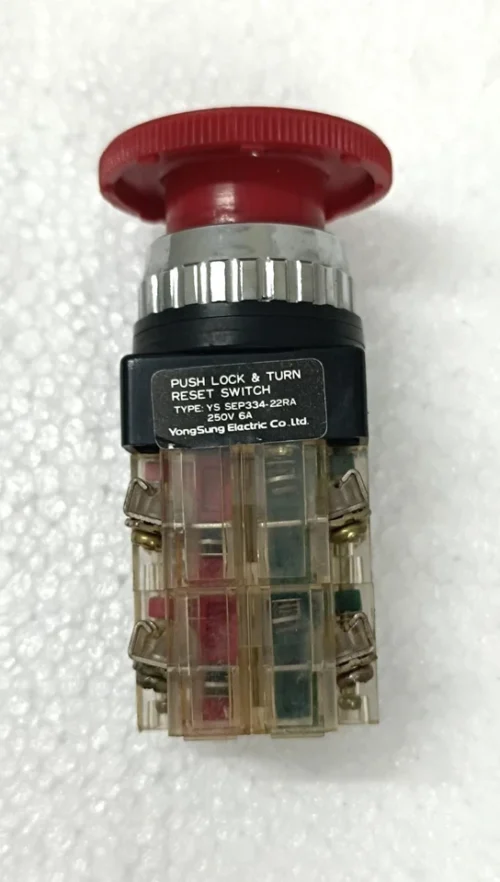 PUSH LOCK & TURN
RESET SWITCH
TYPE: YS SEP334-22RA
250V 6A
YongSung Electric Co.Ltd.